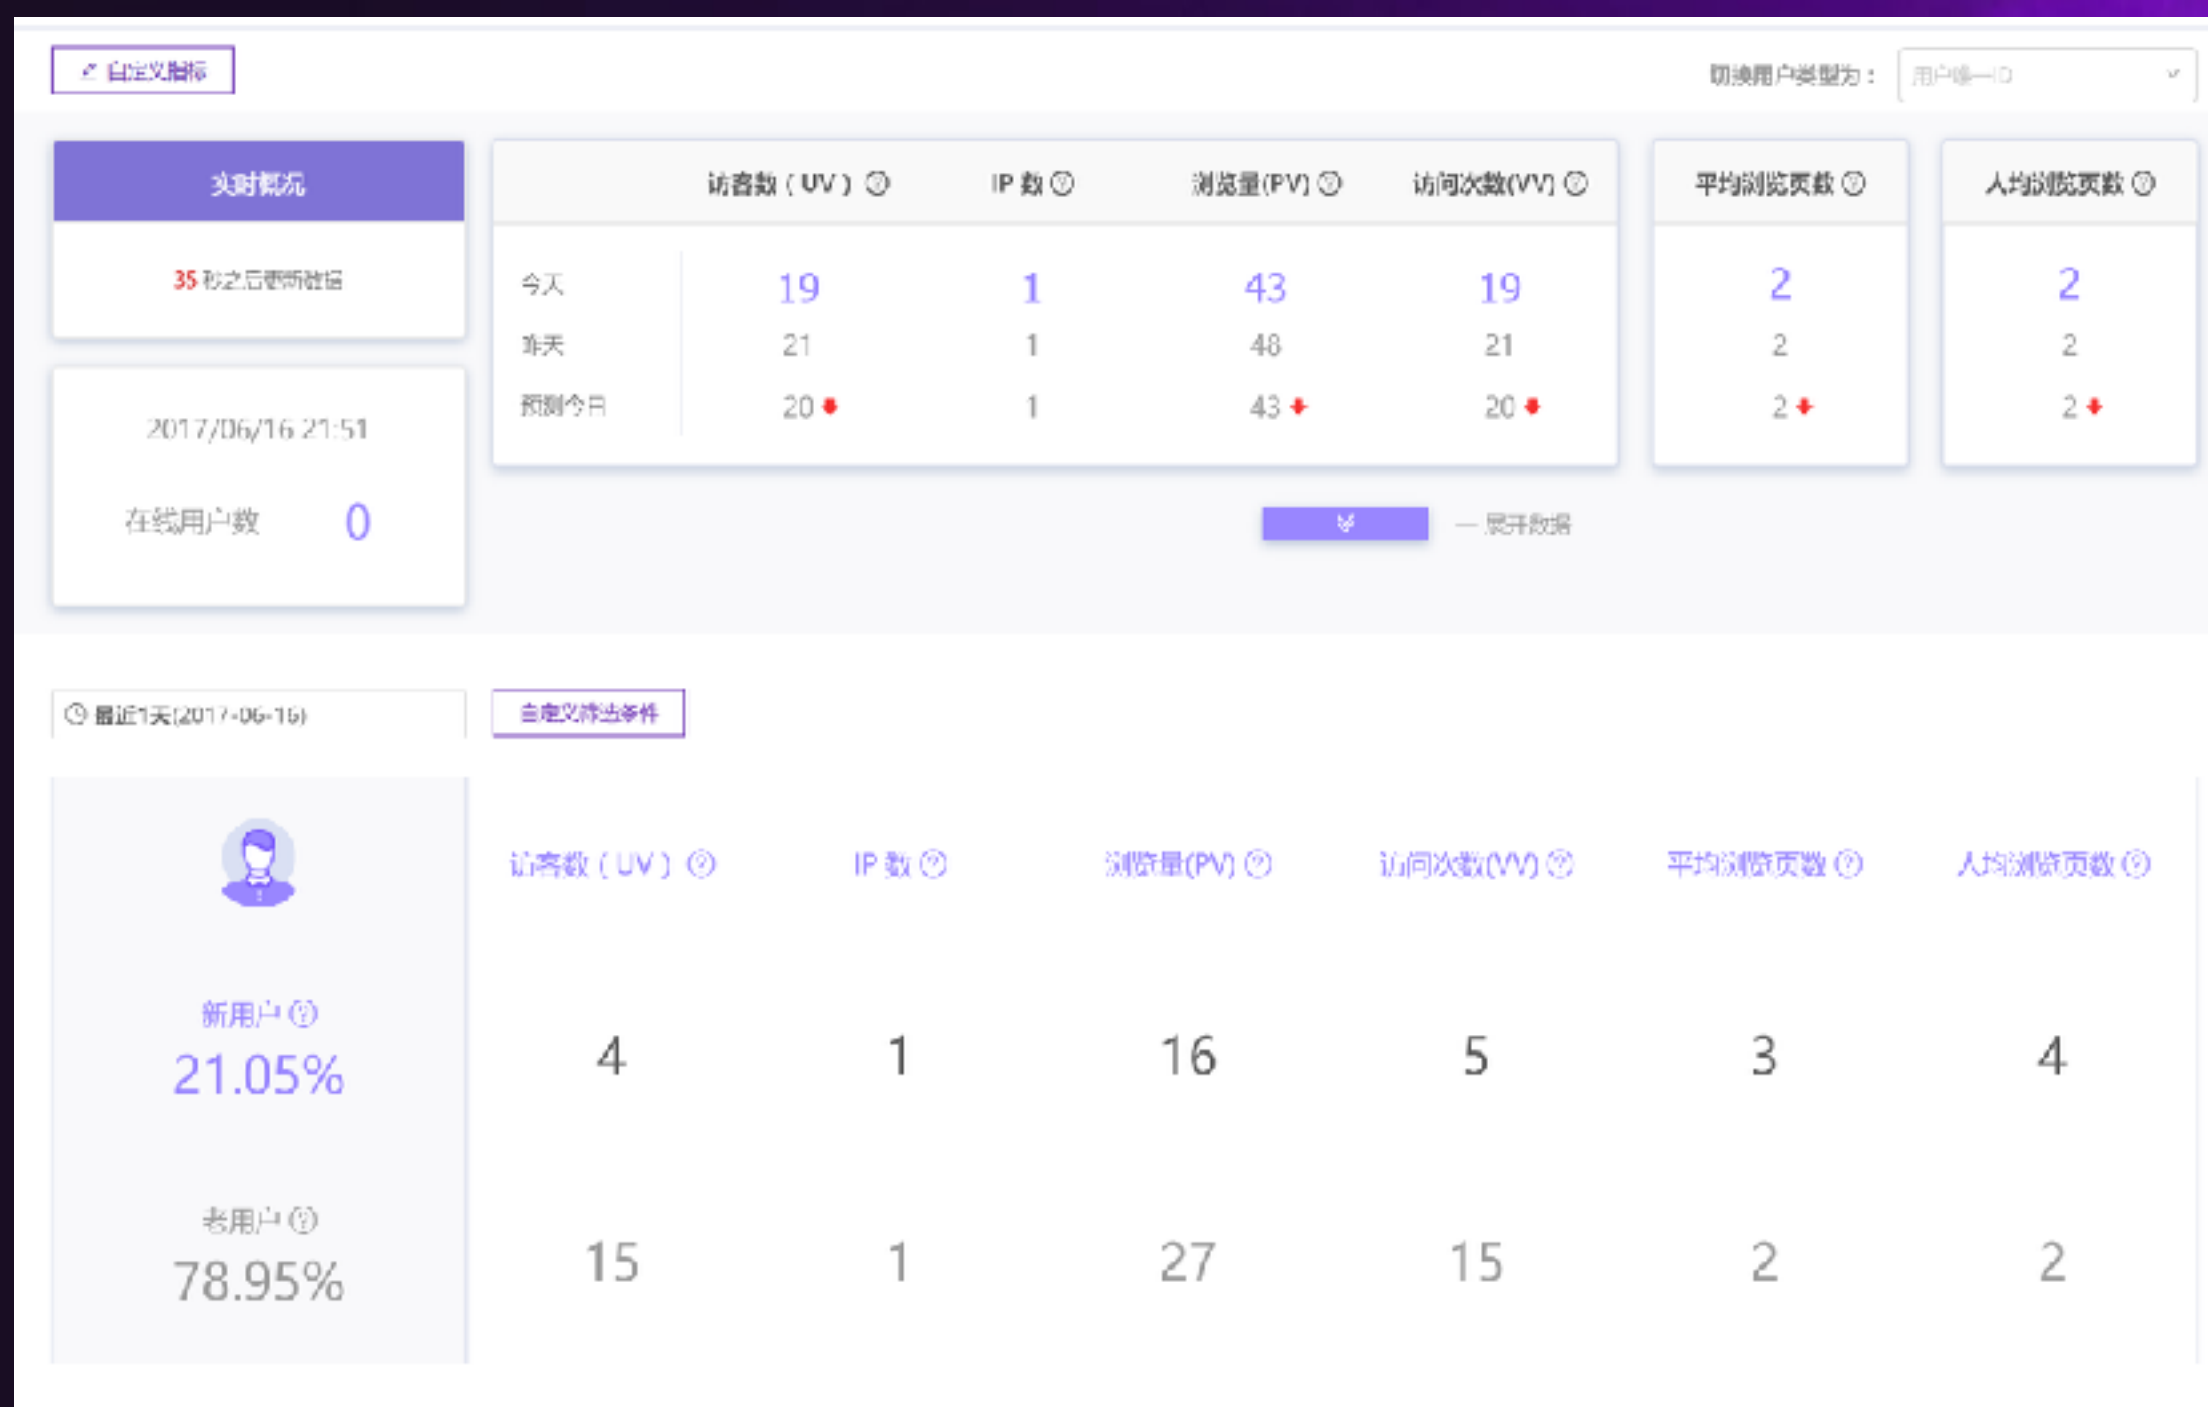 自定义指标
切换用户类型为： 用户唯一ID
实时概况
35 秒之后更新数据
2017/06/16 21:51
在线用户数 0
访客数 ( UV ) IP 数 浏览量(PV) 访问次数(VV) 平均浏览页数 人均浏览页数
今天 19 1 43 19 2 2
昨天 21 1 48 21 2 2
预测今日 20 1 43 20 2 2
— 展开数据
最近1天(2017-06-16) 自定义筛选条件
访客数 ( UV ) IP 数 浏览量(PV) 访问次数(VV) 平均浏览页数 人均浏览页数
新用户
21.05% 4 1 16 5 3 4
老用户
78.95% 15 1 27 15 2 2